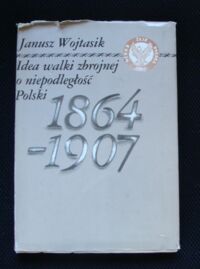 Janusz Wojtasik
Idea walki zbrojnej
o niepodległość
Polski
1864
-1907